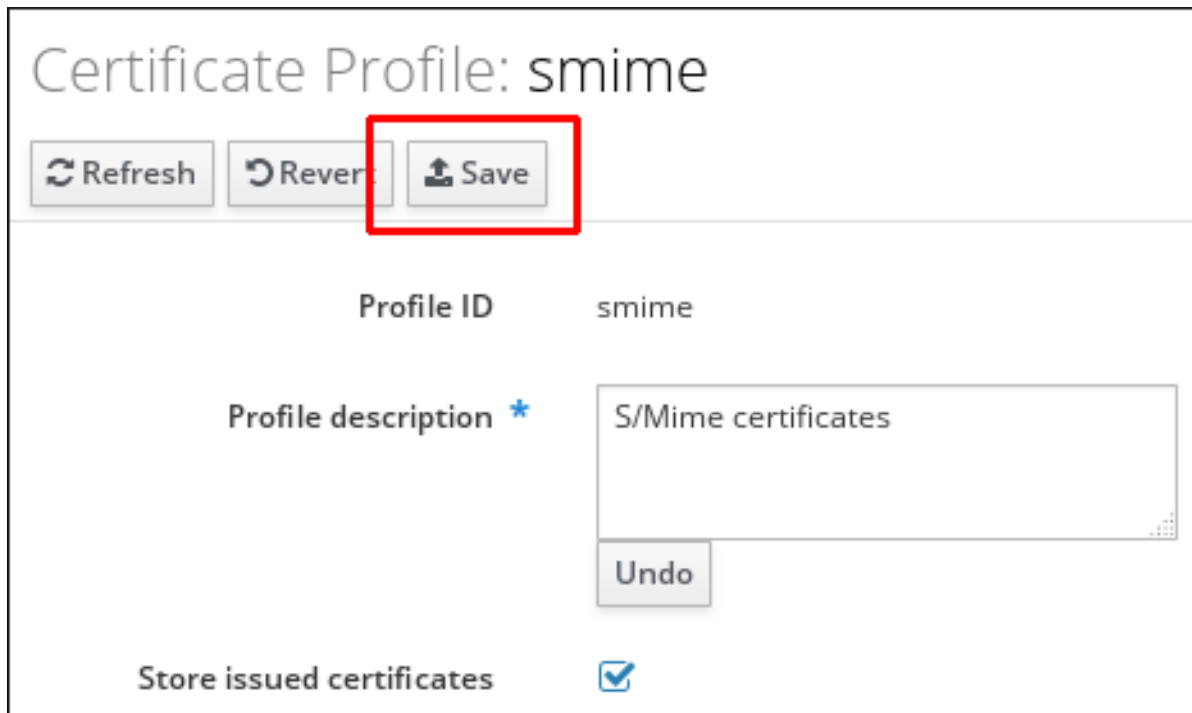 Certificate Profile: smime
Refresh Revert Save
Profile ID smime
Profile description * S/Mime certificates
Undo
Store issued certificates